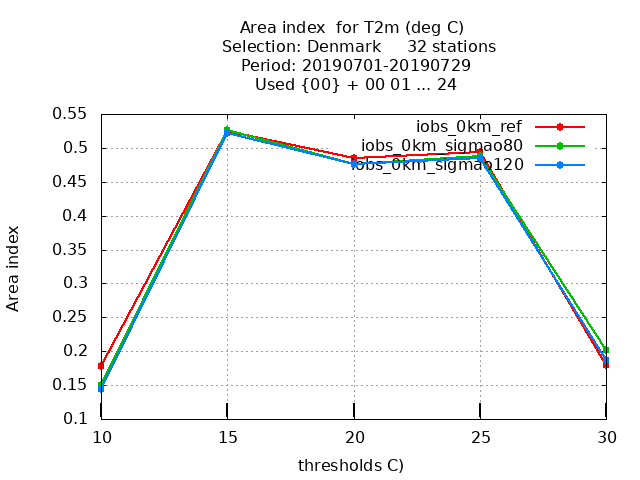 Area index  for T2m (deg C)
Selection: Denmark     32 stations
Period: 20190701-20190729
Used {00} + 00 01 ... 24
0.55
0.5
0.45
0.4
0.35
0.3
0.25
0.2
0.15
0.1
Area index
iobs_0km_ref
iobs_0km_sigmao80
iobs_0km_sigmao120
10
15
20
25
30
thresholds C)